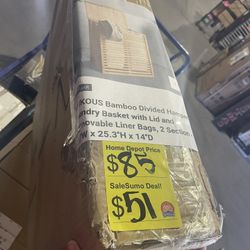 KOUS Bamboo Divided Hamper
ndry Basket with Lid and
movable Liner Bags, 2 Section
W x 25.3"H x 14"D
Home Depot Price
$85
SaleSumo Deal!
$51